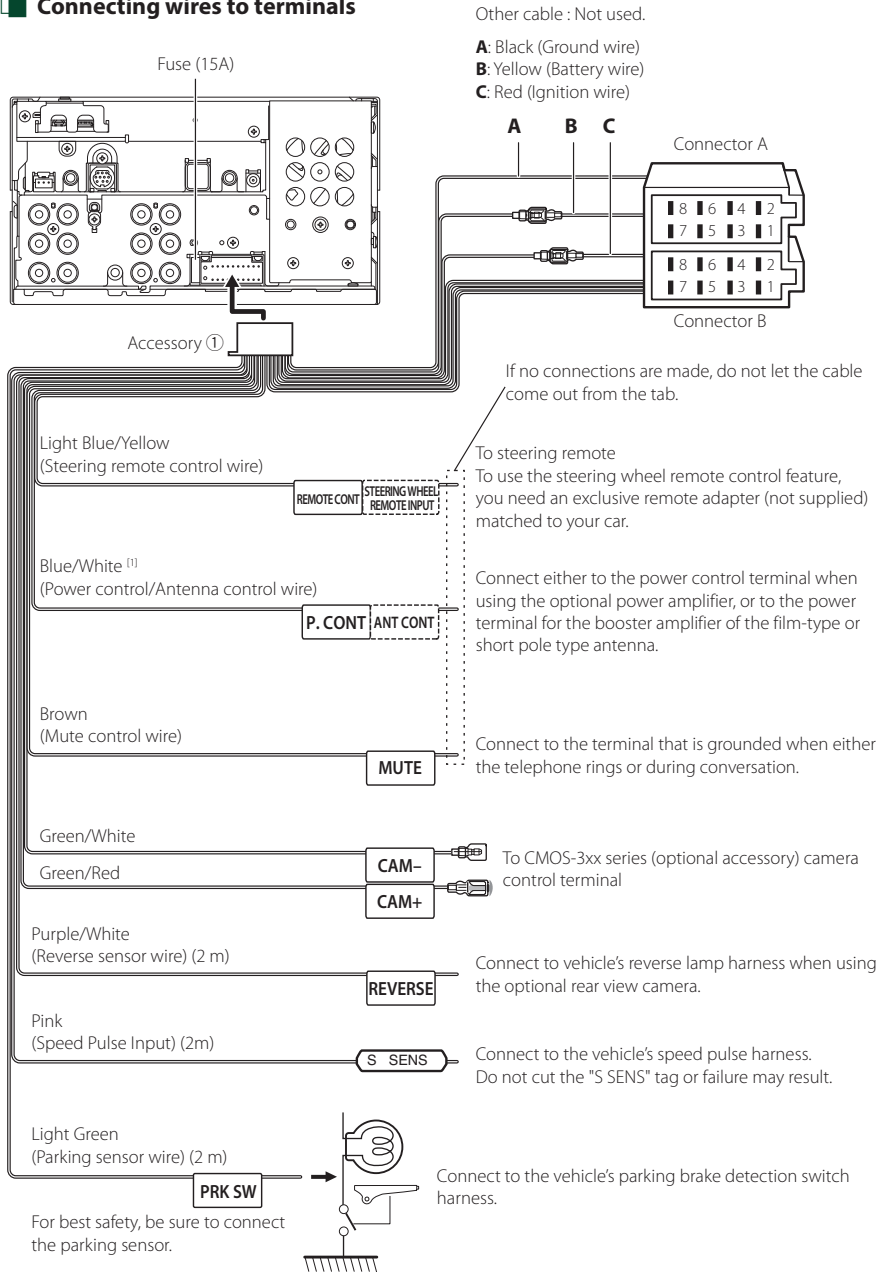 Connecting wires to terminals
Other cable : Not used.
A: Black (Ground wire)
B: Yellow (Battery wire)
C: Red (Ignition wire)
Fuse (15A)
A B C
Connector A
8 6 4 2
7 5 3 1
8 6 4 2
7 5 3 1
Connector B
Accessory ①
If no connections are made, do not let the cable
come out from the tab.
Light Blue/Yellow
(Steering remote control wire)
REMOTE CONT
STEERING WHEEL
REMOTE INPUT
To steering remote
To use the steering wheel remote control feature,
you need an exclusive remote adapter (not supplied)
matched to your car.
Blue/White [1]
(Power control/Antenna control wire)
P. CONT ANT CONT
Connect either to the power control terminal when
using the optional power amplifier, or to the power
terminal for the booster amplifier of the film-type or
short pole type antenna.
Brown
(Mute control wire)
MUTE
Connect to the terminal that is grounded when either
the telephone rings or during conversation.
Green/White
CAM–
Green/Red
CAM+
To CMOS-3xx series (optional accessory) camera
control terminal
Purple/White
(Reverse sensor wire) (2 m)
REVERSE
Connect to vehicle's reverse lamp harness when using
the optional rear view camera.
Pink
(Speed Pulse Input) (2m)
S SENS
Connect to the vehicle's speed pulse harness.
Do not cut the "S SENS" tag or failure may result.
Light Green
(Parking sensor wire) (2 m)
PRK SW
Connect to the vehicle's parking brake detection switch
harness.
For best safety, be sure to connect
the parking sensor.